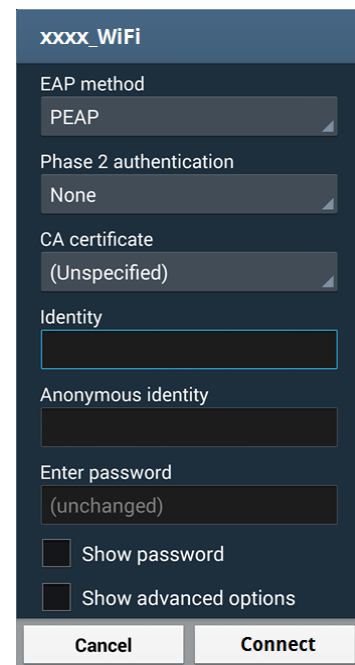 xxxx_WiFi
EAP method
PEAP
Phase 2 authentication
None
CA certificate
(Unspecified)
Identity
Anonymous identity
Enter password
(unchanged)
Show password
Show advanced options
Cancel Connect